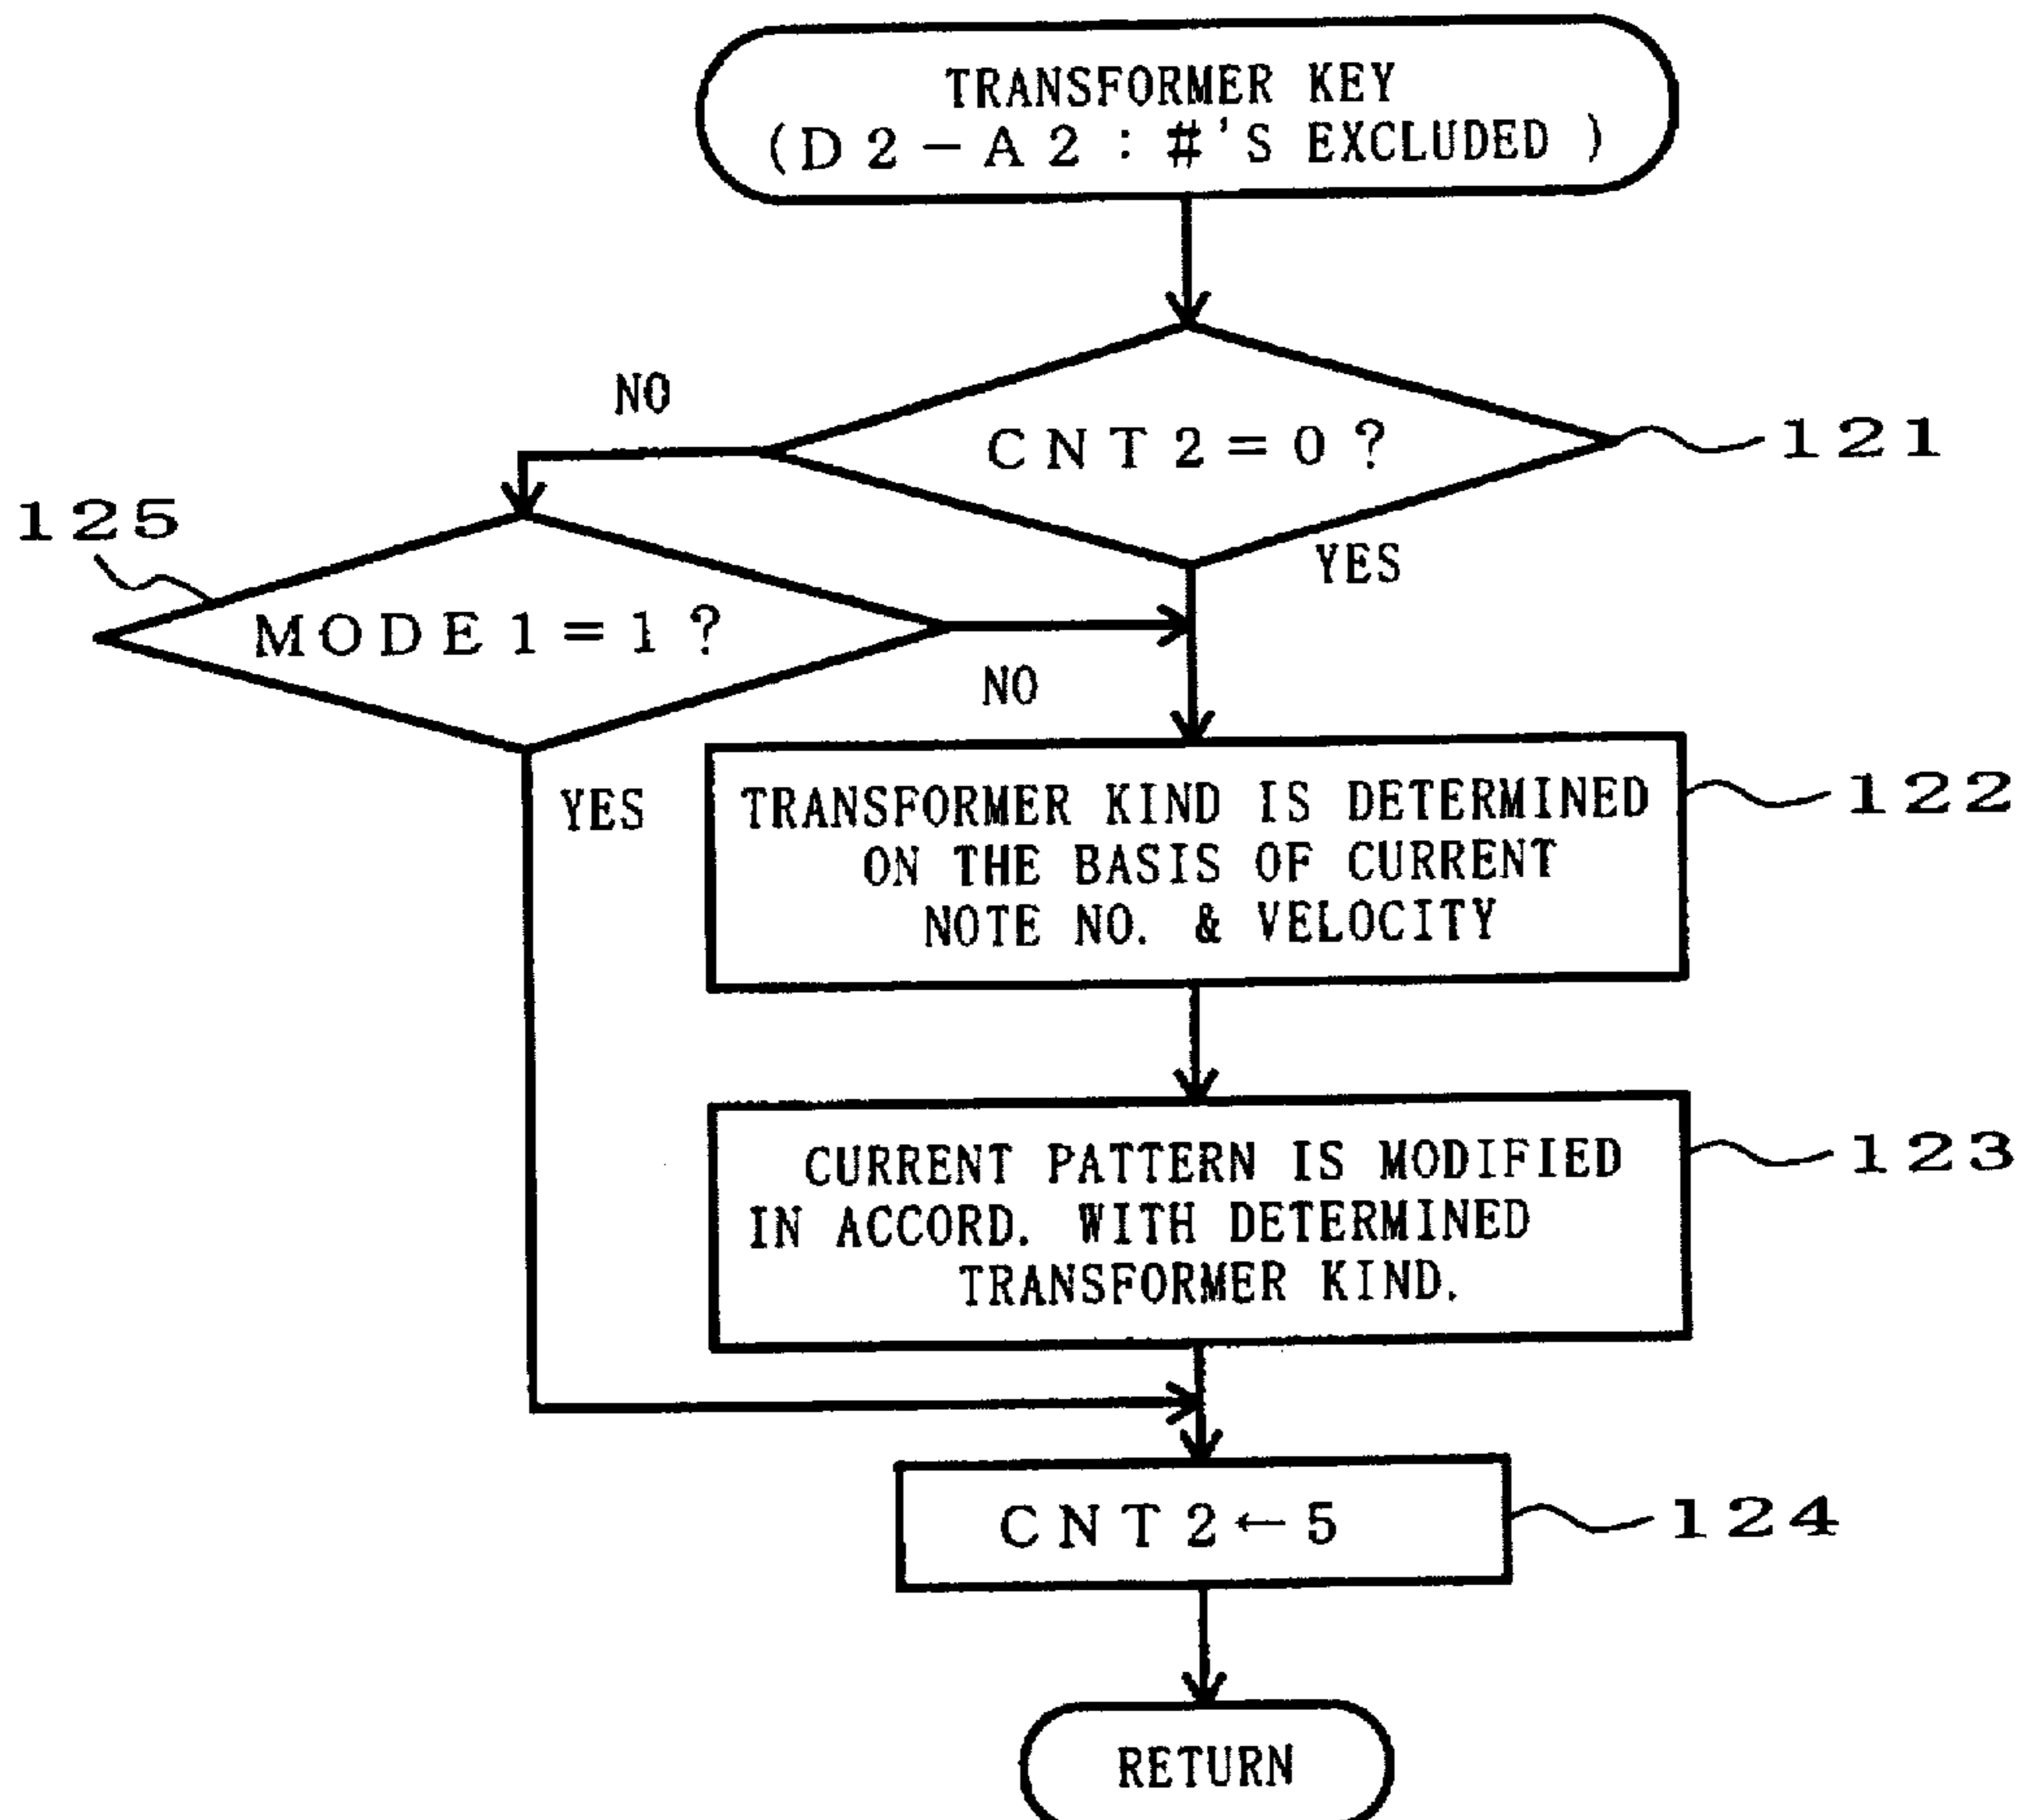 TRANSFORMER KEY
(D2-A2: #'S EXCLUDED )
NO
CNT2=0?
121
125
YES
MODE1=1?
NO
YES
TRANSFORMER KIND IS DETERMINED
ON THE BASIS OF CURRENT
NOTE NO. & VELOCITY
122
CURRENT PATTERN IS MODIFIED
IN ACCORD. WITH DETERMINED
TRANSFORMER KIND.
123
CNT2←5
124
RETURN